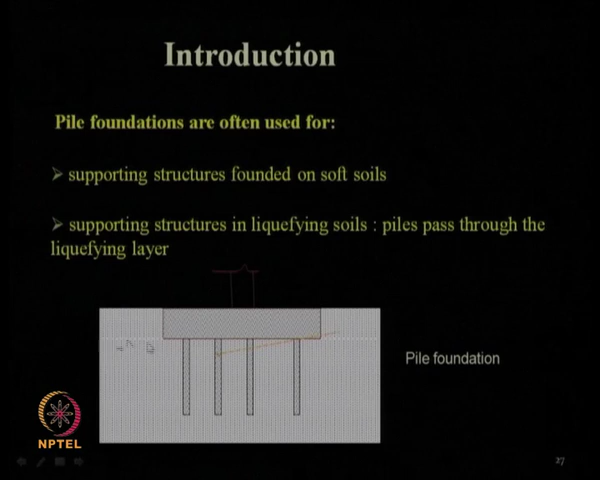 Introduction
Pile foundations are often used for:
➢ supporting structures founded on soft soils
➢ supporting structures in liquefying soils : piles pass through the
liquefying layer
Pile foundation
NPTEL
27